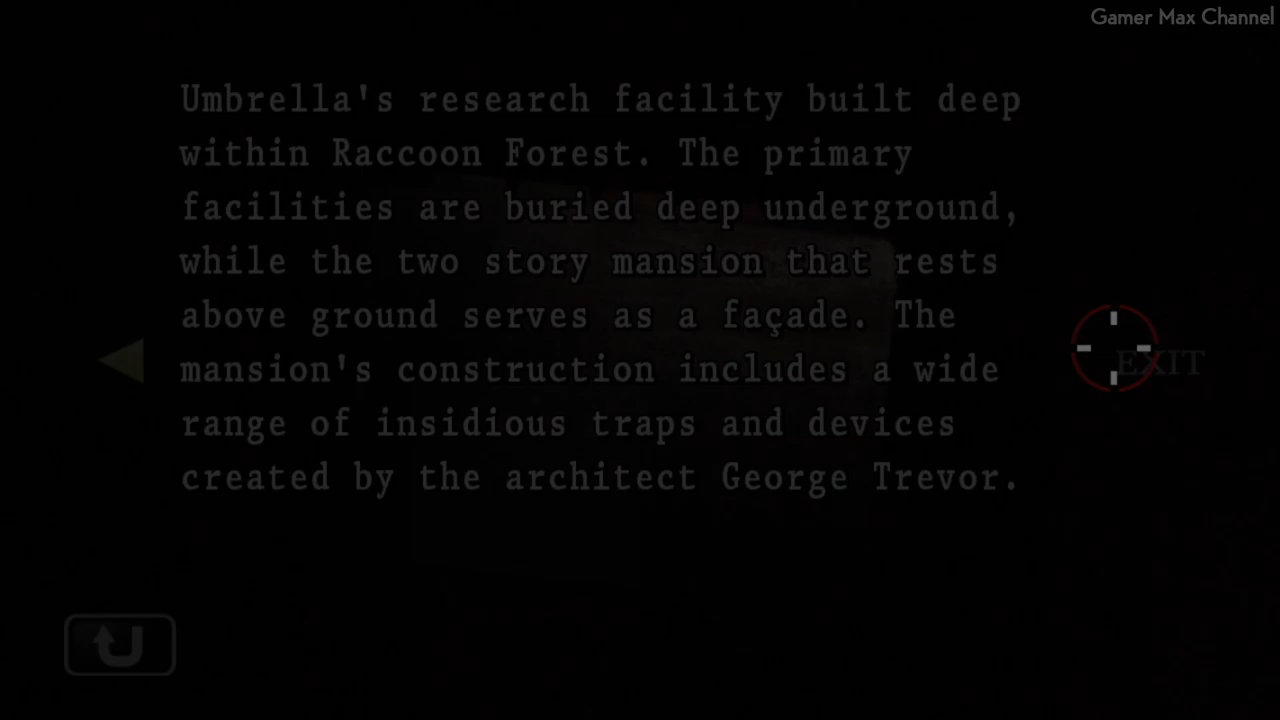 Gamer Max Channel
Umbrella's research facility built deep
within Raccoon Forest. The primary
facilities are buried deep underground,
while the two story mansion that rests
above ground serves as a façade. The
mansion's construction includes a wide
range of insidious traps and devices
created by the architect George Trevor.
EXIT